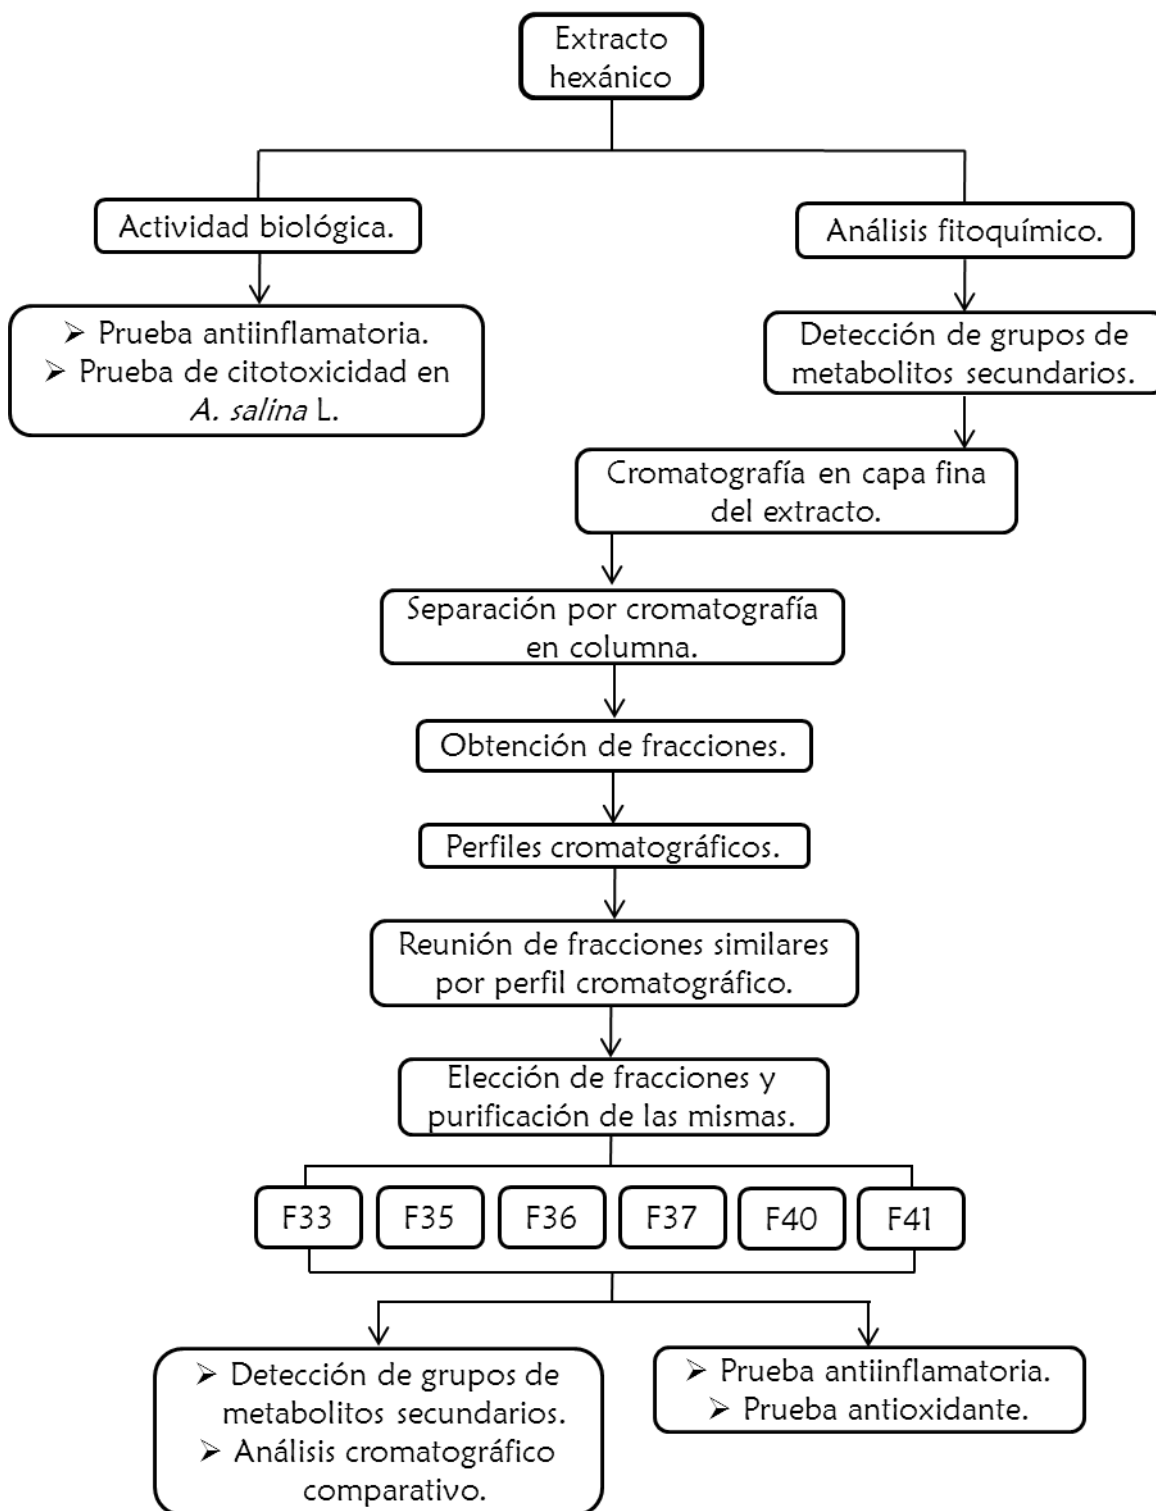 Extracto
hexánico
Actividad biológica.
Análisis fitoquímico.
➢ Prueba antiinflamatoria.
➢ Prueba de citotoxicidad en
A. salina L.
Detección de grupos de
metabolitos secundarios.
Cromatografía en capa fina
del extracto.
Separación por cromatografía
en columna.
Obtención de fracciones.
Perfiles cromatográficos.
Reunión de fracciones similares
por perfil cromatográfico.
Elección de fracciones y
purificación de las mismas.
F33 F35 F36 F37 F40 F41
➢ Detección de grupos de
metabolitos secundarios.
➢ Análisis cromatográfico
comparativo.
➢ Prueba antiinflamatoria.
➢ Prueba antioxidante.